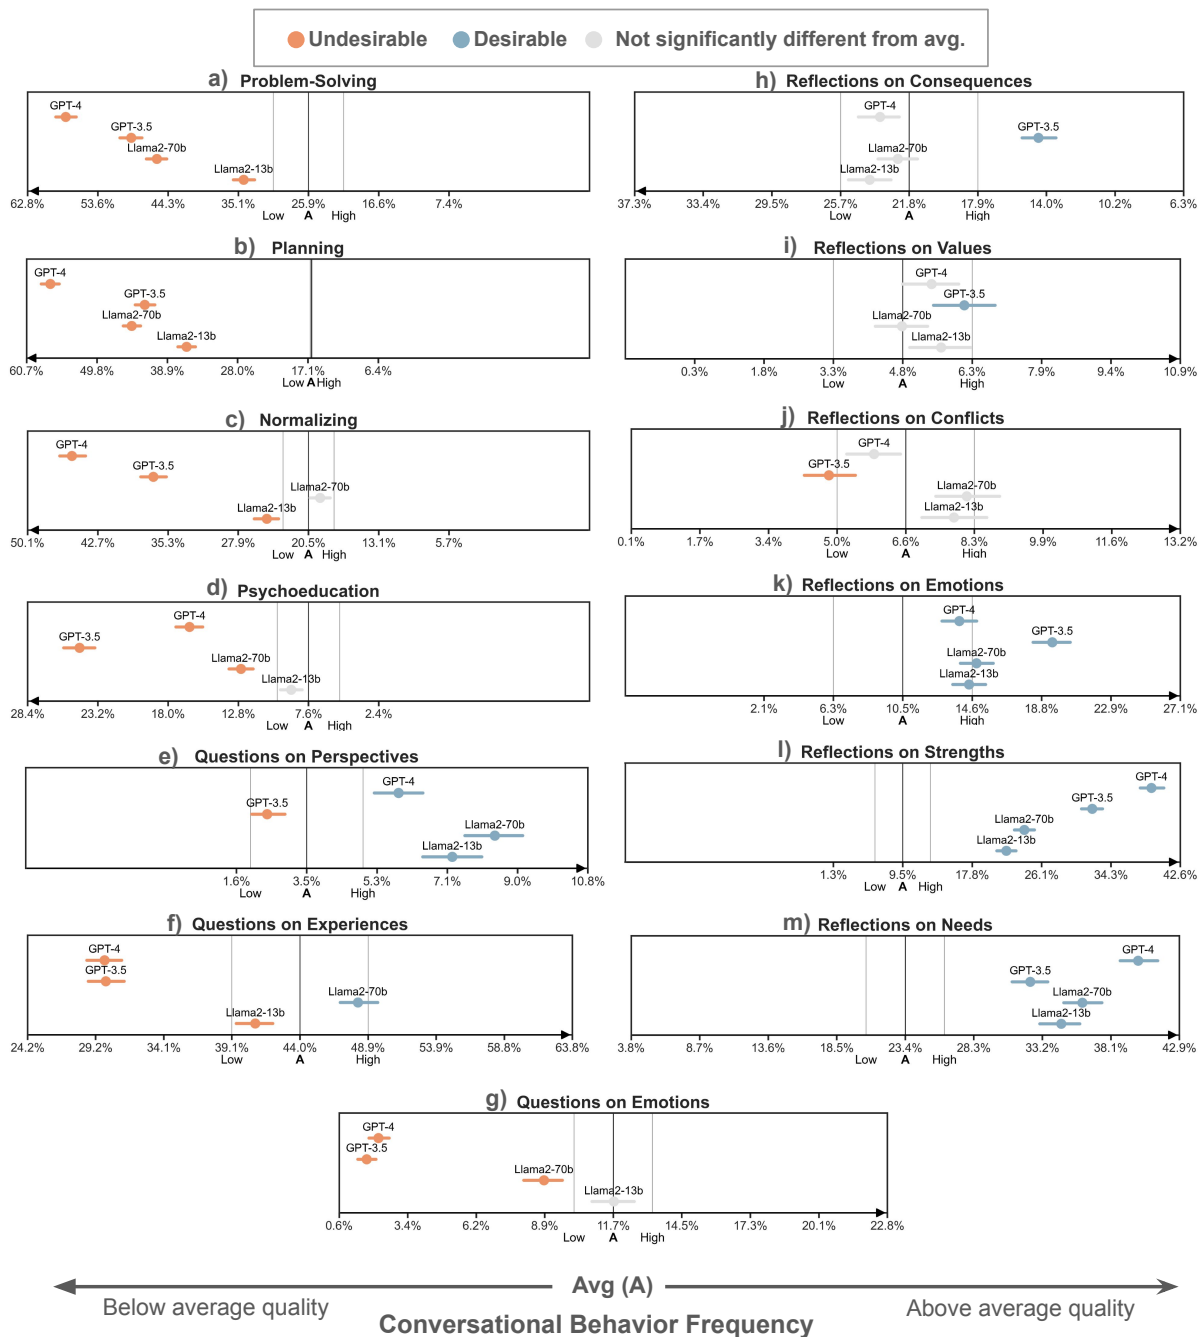 Undesirable Desirable Not significantly different from avg.
a) Problem-Solving
GPT-4
GPT-3.5
Llama2-70b
Llama2-13b
62.8% 53.6% 44.3% 35.1% 25.9% 16.6% 7.4%
Low A High
b) Planning
GPT-4
GPT-3.5
Llama2-70b
Llama2-13b
60.7% 49.8% 38.9% 28.0% 17.1% 6.4%
Low A High
c) Normalizing
GPT-4
GPT-3.5
Llama2-70b
Llama2-13b
50.1% 42.7% 35.3% 27.9% 20.5% 13.1% 5.7%
Low A High
d) Psychoeducation
GPT-4
GPT-3.5
Llama2-70b
Llama2-13b
28.4% 23.2% 18.0% 12.8% 7.6% 2.4%
Low A High
e) Questions on Perspectives
GPT-4
GPT-3.5
Llama2-70b
Llama2-13b
1.6% 3.5% 5.3% 7.1% 9.0% 10.8%
Low A High
f) Questions on Experiences
GPT-4
GPT-3.5
Llama2-70b
Llama2-13b
24.2% 29.2% 34.1% 39.1% 44.0% 48.9% 53.9% 58.8% 63.8%
Low A High
g) Questions on Emotions
GPT-4
GPT-3.5
Llama2-70b
Llama2-13b
0.6% 3.4% 6.2% 8.9% 11.7% 14.5% 17.3% 20.1% 22.8%
Low A High
h) Reflections on Consequences
GPT-4
GPT-3.5
Llama2-70b
Llama2-13b
37.3% 33.4% 29.5% 25.7% 21.8% 17.9% 14.0% 10.2% 6.3%
Low A High
i) Reflections on Values
GPT-4
GPT-3.5
Llama2-70b
Llama2-13b
0.3% 1.8% 3.3% 4.8% 6.3% 7.9% 9.4% 10.9%
Low A High
j) Reflections on Conflicts
GPT-4
GPT-3.5
Llama2-70b
Llama2-13b
0.1% 1.7% 3.4% 5.0% 6.6% 8.3% 9.9% 11.6% 13.2%
Low A High
k) Reflections on Emotions
GPT-4
GPT-3.5
Llama2-70b
Llama2-13b
2.1% 6.3% 10.5% 14.6% 18.8% 22.9% 27.1%
Low A High
l) Reflections on Strengths
GPT-4
GPT-3.5
Llama2-70b
Llama2-13b
1.3% 9.5% 17.8% 26.1% 34.3% 42.6%
Low A High
m) Reflections on Needs
GPT-4
GPT-3.5
Llama2-70b
Llama2-13b
3.8% 8.7% 13.6% 18.5% 23.4% 28.3% 33.2% 38.1% 42.9%
Low A High
Avg (A)
Below average quality Above average quality
Conversational Behavior Frequency